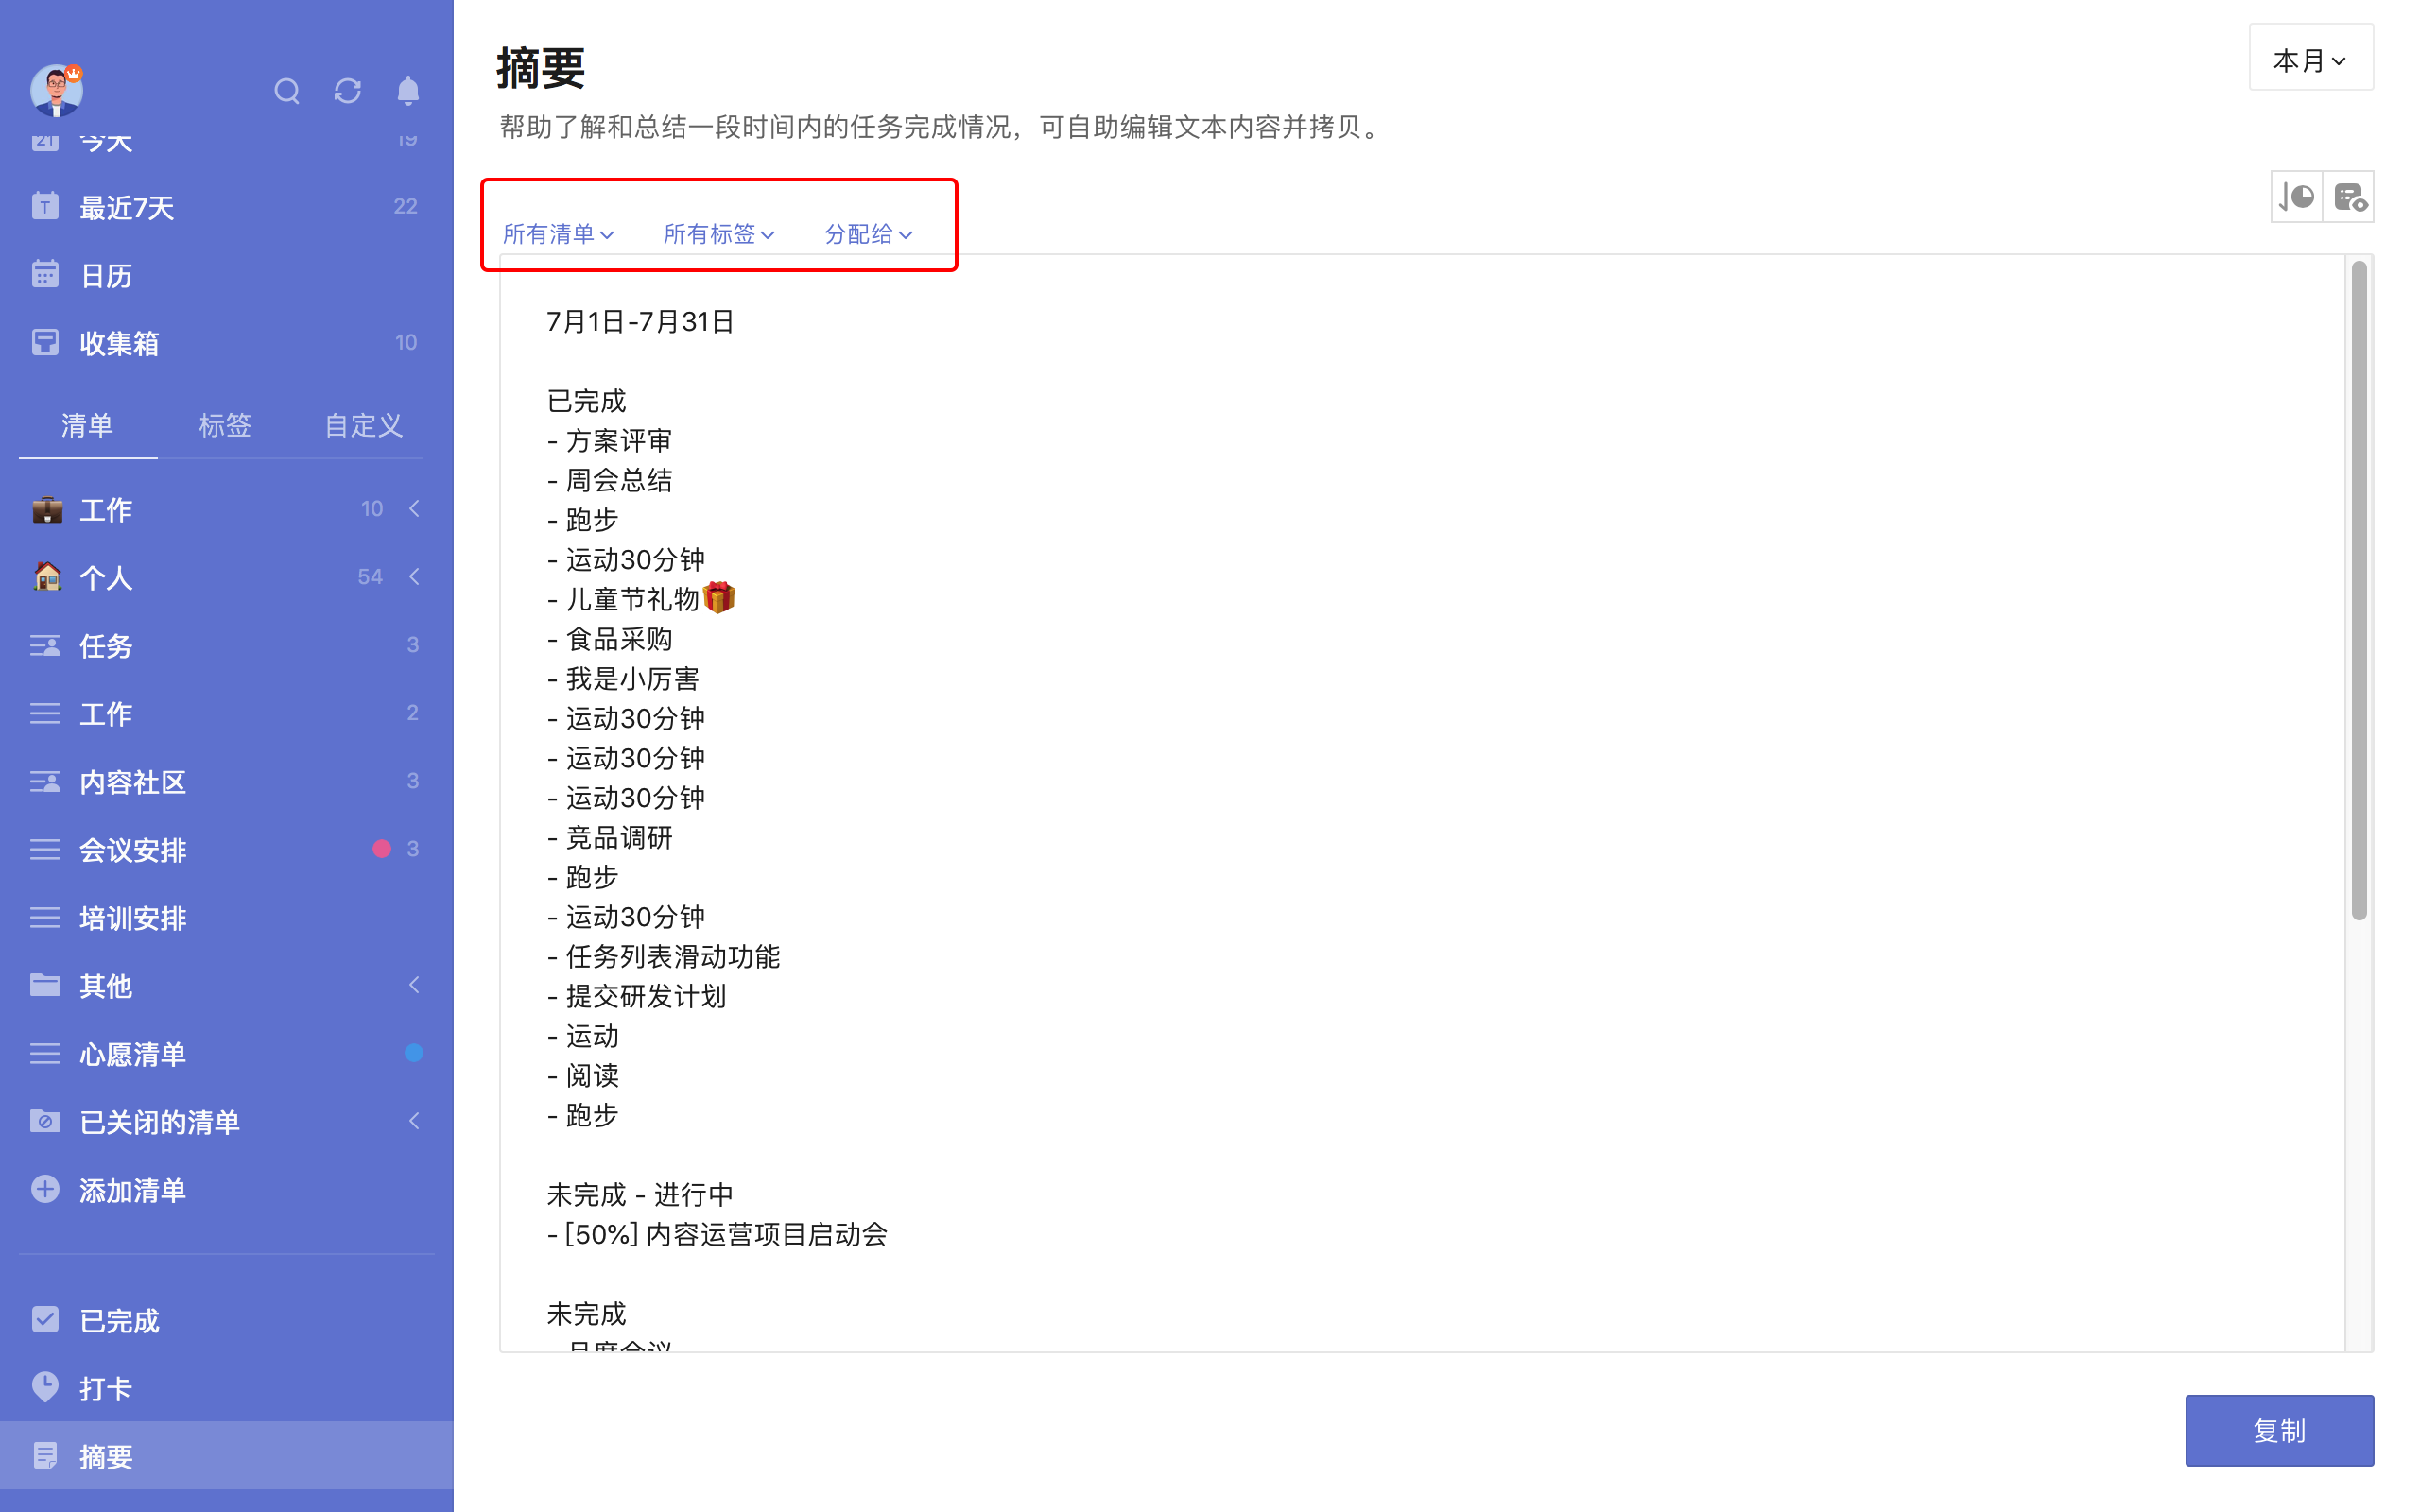 今天 19
最近7天 22
日历
收集箱 10
清单 标签 自定义
工作 10
个人 54
任务 3
工作 2
内容社区 3
会议安排 3
培训安排
其他
心愿清单
已关闭的清单
添加清单
已完成
打卡
摘要
摘要
本月
帮助了解和总结一段时间内的任务完成情况，可自助编辑文本内容并拷贝。
所有清单 所有标签 分配给
7月1日-7月31日
已完成
- 方案评审
- 周会总结
- 跑步
- 运动30分钟
- 儿童节礼物🎁
- 食品采购
- 我是小厉害
- 运动30分钟
- 运动30分钟
- 运动30分钟
- 竞品调研
- 跑步
- 运动30分钟
- 任务列表滑动功能
- 提交研发计划
- 运动
- 阅读
- 跑步
未完成 - 进行中
- [50%] 内容运营项目启动会
未完成
- 月度会议
复制